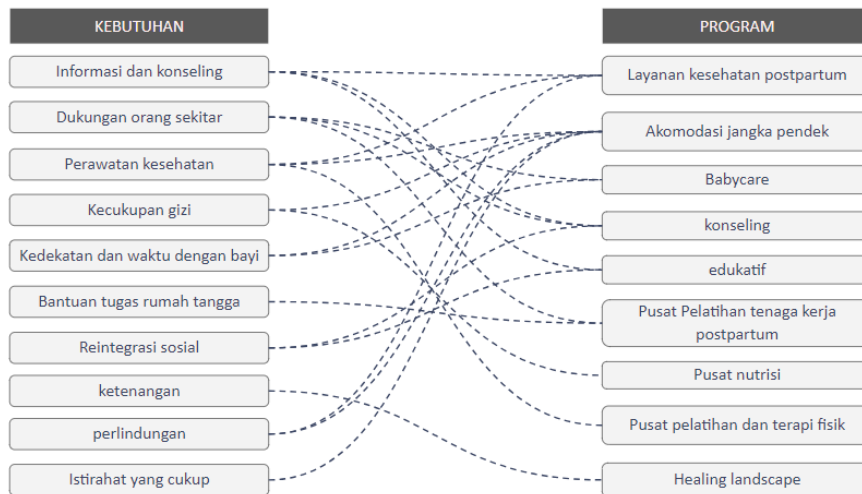 KEBUTUHAN
Informasi dan konseling
Dukungan orang sekitar
Perawatan kesehatan
Kecukupan gizi
Kedekatan dan waktu dengan bayi
Bantuan tugas rumah tangga
Reintegrasi sosial
ketenangan
perlindungan
Istirahat yang cukup
PROGRAM
Layanan kesehatan postpartum
Akomodasi jangka pendek
Babycare
konseling
edukatif
Pusat Pelatihan tenaga kerja
postpartum
Pusat nutrisi
Pusat pelatihan dan terapi fisik
Healing landscape